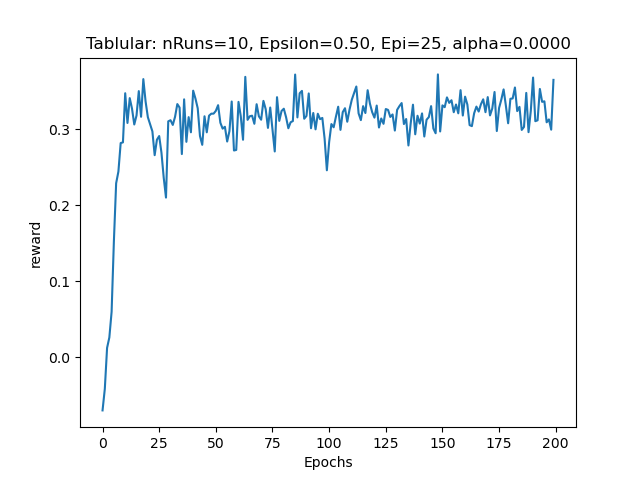 Tablular: nRuns=10, Epsilon=0.50, Epi=25, alpha=0.0000
0.3
0.2
0.1
0.0
reward
0 25 50 75 100 125 150 175 200
Epochs